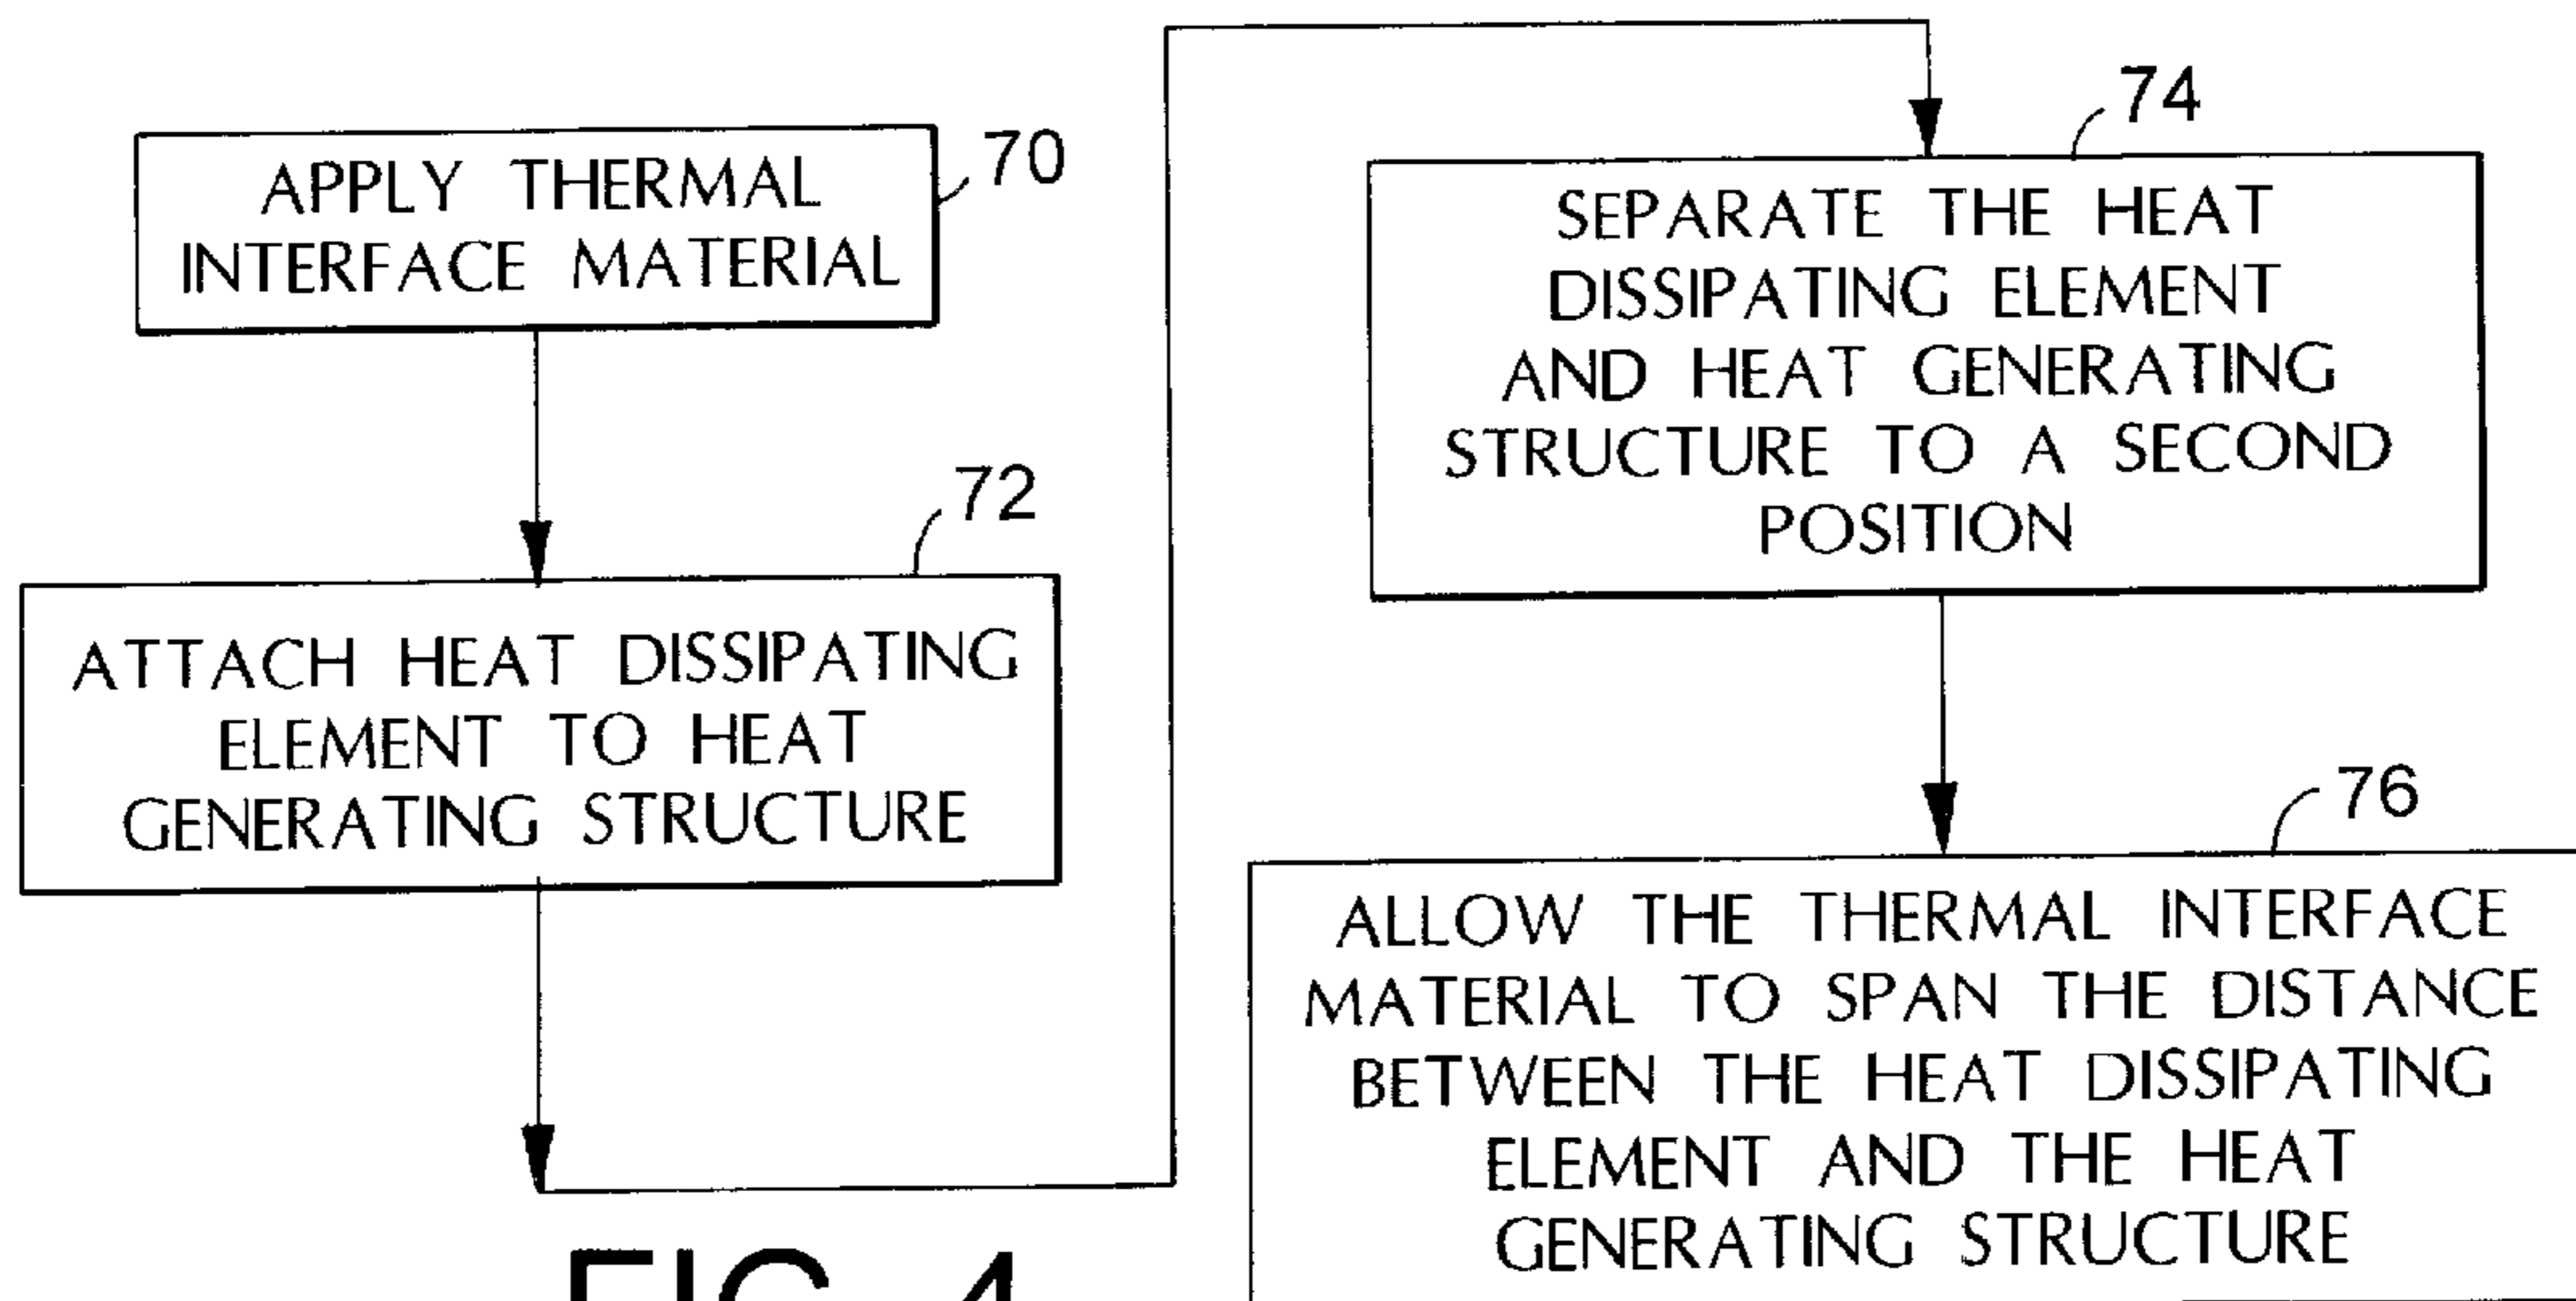 APPLY THERMAL
INTERFACE MATERIAL
70
72
ATTACH HEAT DISSIPATING
ELEMENT TO HEAT
GENERATING STRUCTURE
74
SEPARATE THE HEAT
DISSIPATING ELEMENT
AND HEAT GENERATING
STRUCTURE TO A SECOND
POSITION
76
ALLOW THE THERMAL INTERFACE
MATERIAL TO SPAN THE DISTANCE
BETWEEN THE HEAT DISSIPATING
ELEMENT AND THE HEAT
GENERATING STRUCTURE
FIG. 4